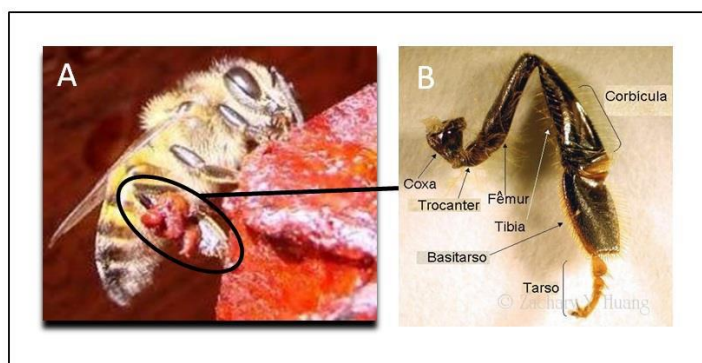 A
B
Corbicula
Coxa
Trocanter
Fêmur
Tibia
Basitarso
Tarso
© Zachary Y Huang